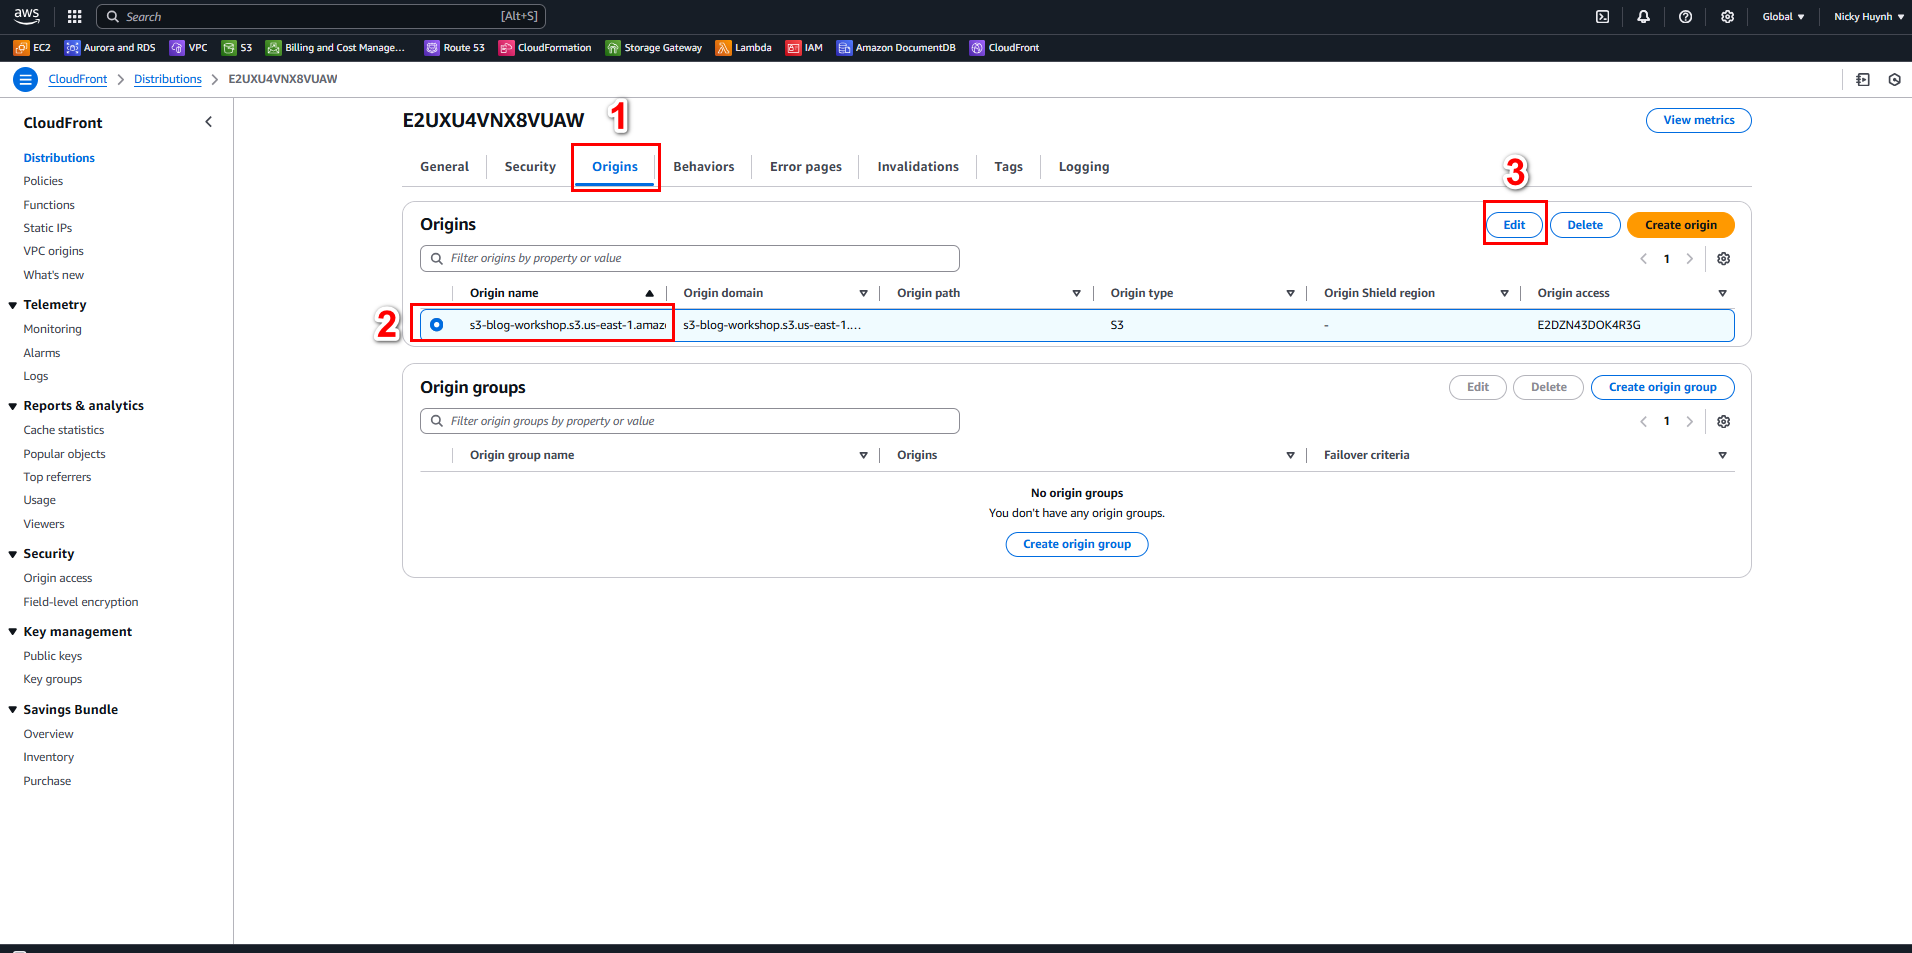 aws Search [Alt+S] Global Nicky Huynh
EC2 Aurora and RDS VPC S3 Billing and Cost Manage... Route 53 CloudFormation Storage Gateway Lambda IAM Amazon DocumentDB CloudFront
CloudFront Distributions E2UXU4VNX8VUAW
CloudFront
Distributions
Policies
Functions
Static IPs
VPC origins
What's new
Telemetry
Monitoring
Alarms
Logs
Reports & analytics
Cache statistics
Popular objects
Top referrers
Usage
Viewers
Security
Origin access
Field-level encryption
Key management
Public keys
Key groups
Savings Bundle
Overview
Inventory
Purchase
E2UXU4VNX8VUAW 1 View metrics
General Security Origins Behaviors Error pages Invalidations Tags Logging
3
Origins Edit Delete Create origin
Filter origins by property or value 1
Origin name Origin domain Origin path Origin type Origin Shield region Origin access
2 s3-blog-workshop.s3.us-east-1.amaz s3-blog-workshop.s3.us-east-1.... S3 - E2DZN43DOK4R3G
Origin groups Edit Delete Create origin group
Filter origin groups by property or value 1
Origin group name Origins Failover criteria
No origin groups
You don't have any origin groups.
Create origin group